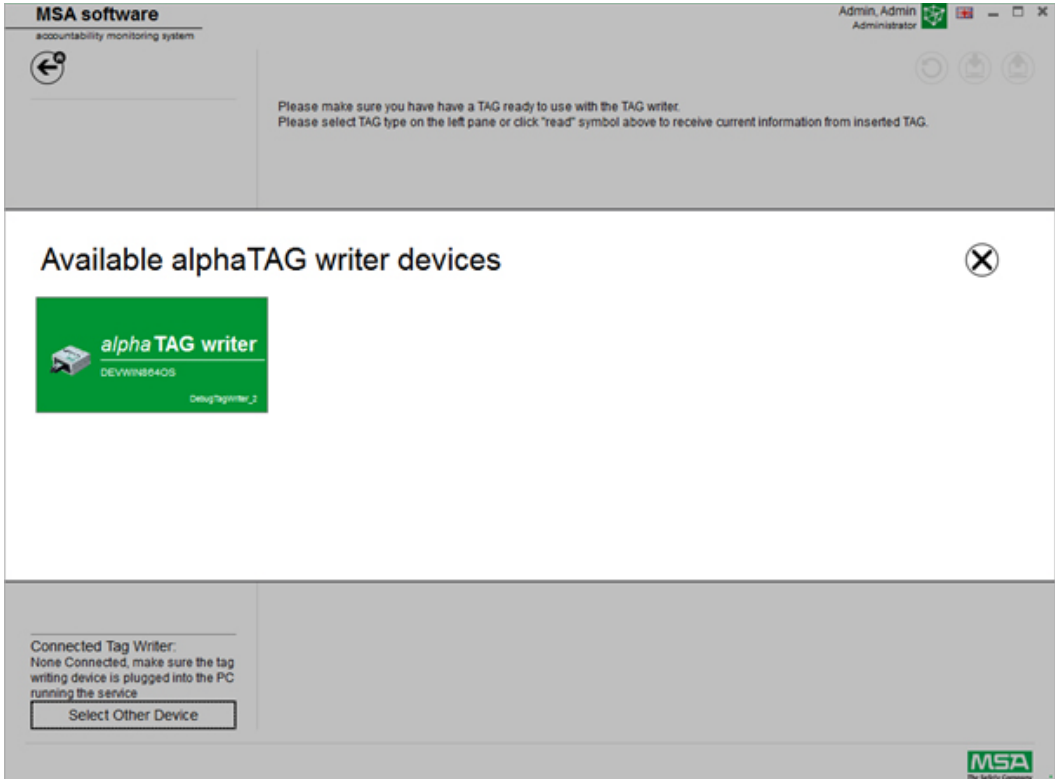 MSA software
accountability monitoring system
Admin, Admin
Administrator
Please make sure you have have a TAG ready to use with the TAG writer.
Please select TAG type on the left pane or click "read" symbol above to receive current information from inserted TAG.
Available alphaTAG writer devices
alpha TAG writer
DEVWIN864OS
DebugTagWriter_2
Connected Tag Writer:
None Connected, make sure the tag
writing device is plugged into the PC
running the service
Select Other Device
MSA
The Safety Company